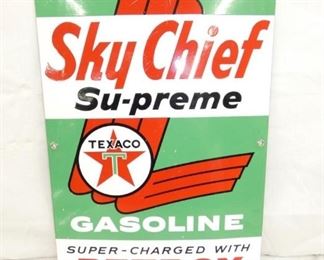 Sky Chief
Su-preme
TEXACO
T
GASOLINE
SUPER-CHARGED WITH